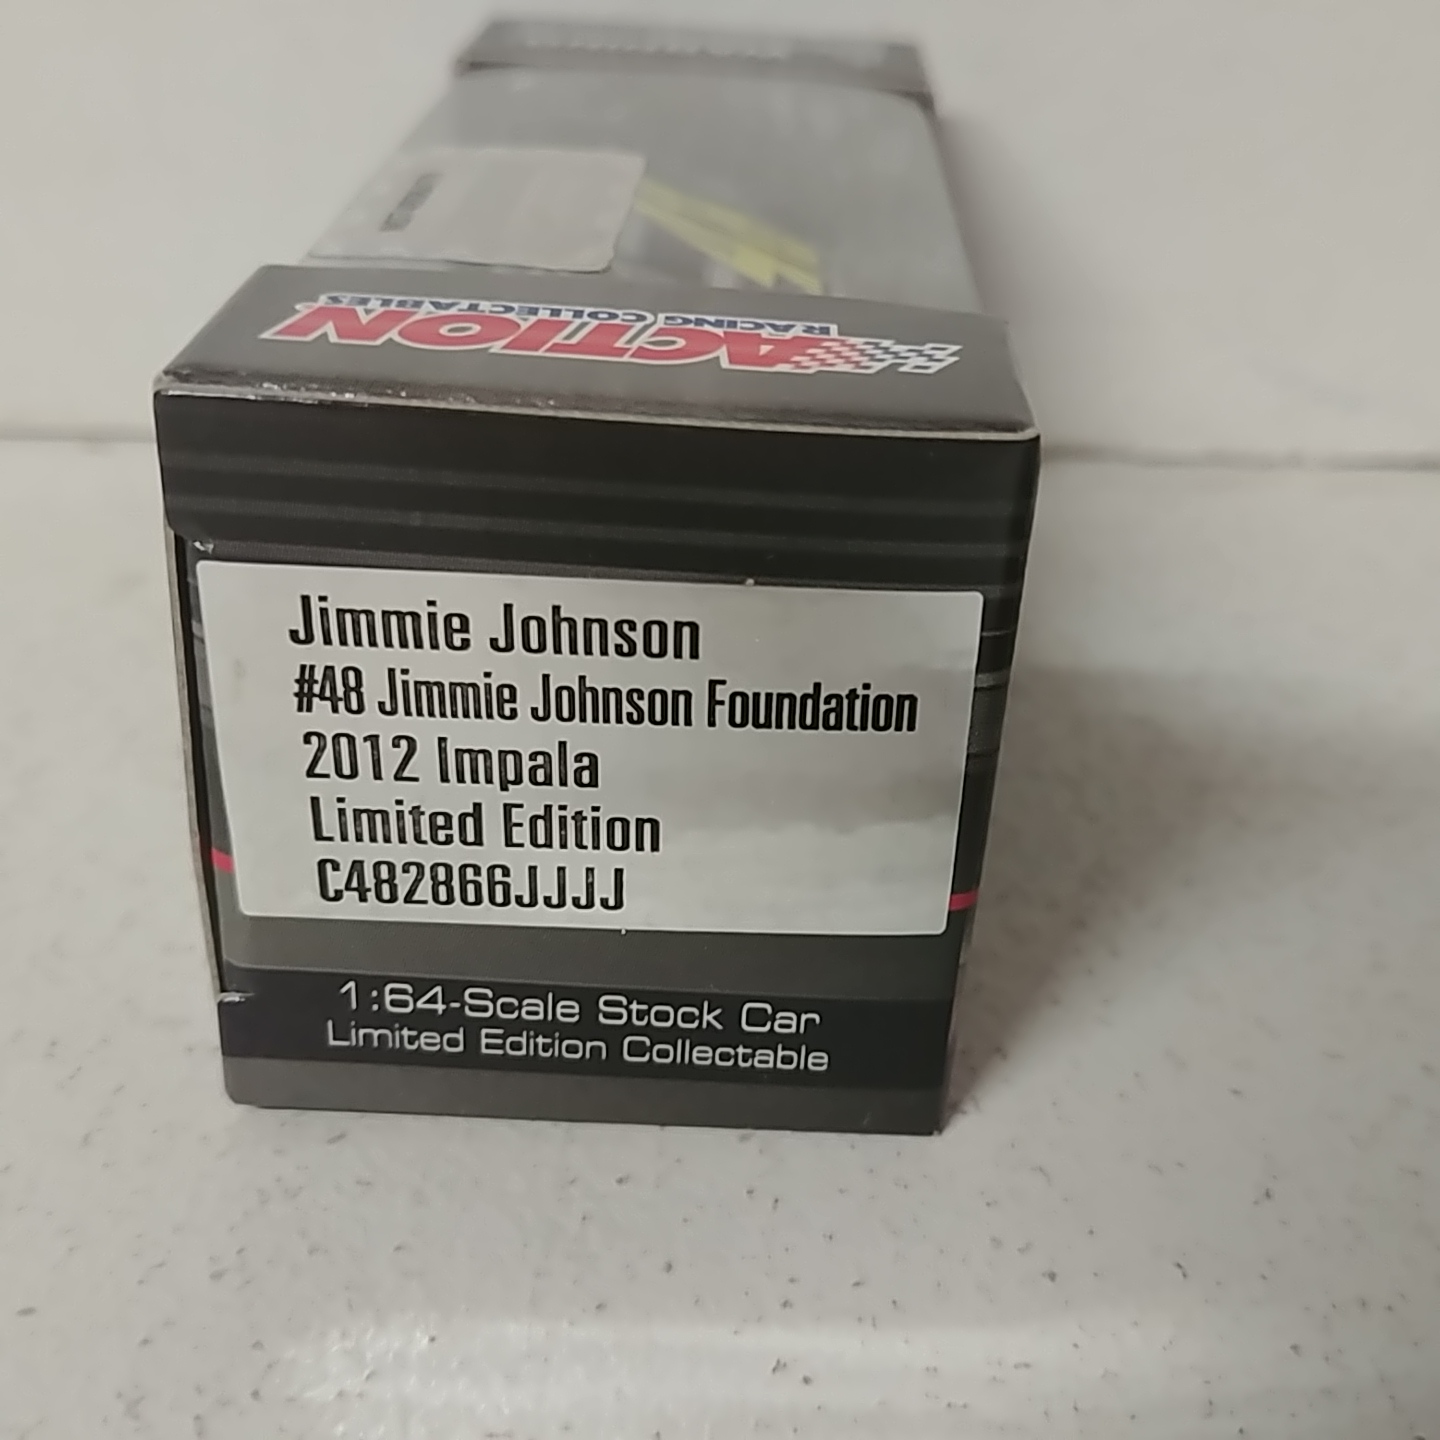 ACTION
RACING COLLECTABLES
Jimmie Johnson
#48 Jimmie Johnson Foundation
2012 Impala
Limited Edition
C482866JJJJ
1:64-Scale Stock Car
Limited Edition Collectable